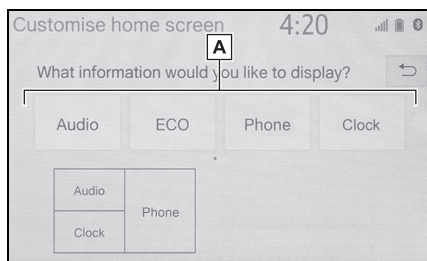 Customise home screen 4:20
A
What information would you like to display?
Audio ECO Phone Clock
Audio
Phone
Clock